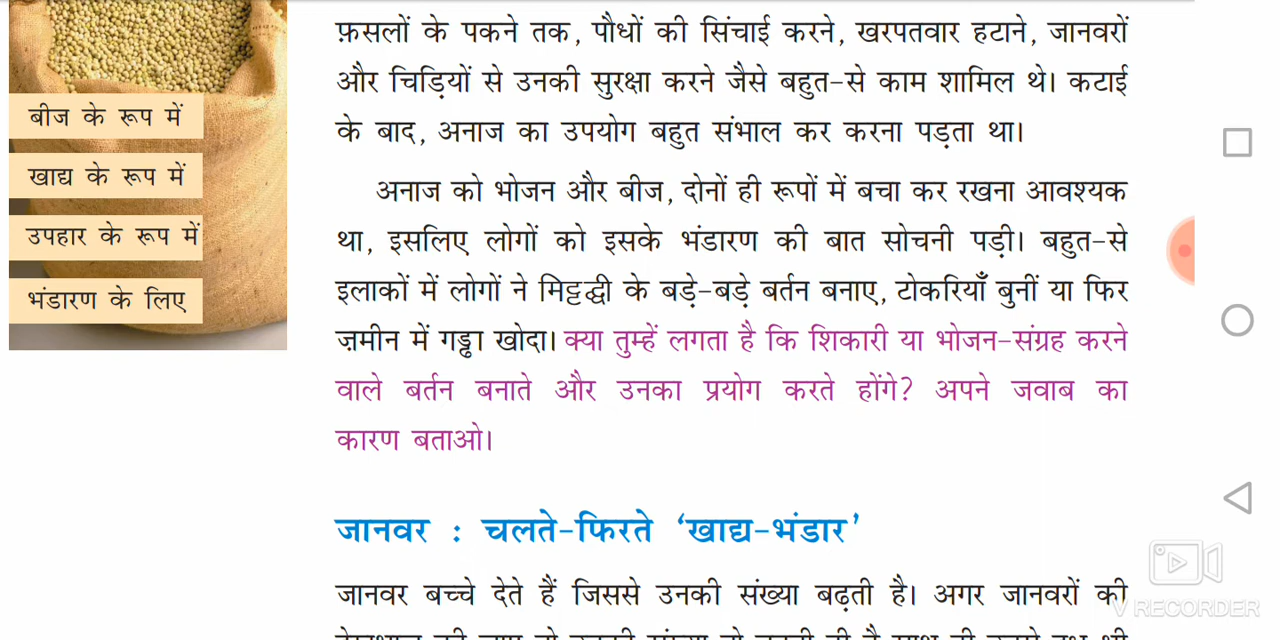 बीज के रूप में
खाद्य के रूप में
उपहार के रूप में
भंडारण के लिए
फ़सलों के पकने तक, पौधों की सिंचाई करने, खरपतवार हटाने, जानवरों
और चिड़ियों से उनकी सुरक्षा करने जैसे बहुत-से काम शामिल थे। कटाई
के बाद, अनाज का उपयोग बहुत संभाल कर करना पड़ता था।
अनाज को भोजन और बीज, दोनों ही रूपों में बचा कर रखना आवश्यक
था, इसलिए लोगों को इसके भंडारण की बात सोचनी पड़ी। बहुत-से
इलाकों में लोगों ने मिट्टद्धी के बड़े-बड़े बर्तन बनाए, टोकरियाँ बुनीं या फिर
ज़मीन में गड्ढा खोदा। क्या तुम्हें लगता है कि शिकारी या भोजन-संग्रह करने
वाले बर्तन बनाते और उनका प्रयोग करते होंगे? अपने जवाब का
कारण बताओ।
जानवर : चलते-फिरते ‘खाद्य-भंडार’
जानवर बच्चे देते हैं जिससे उनकी संख्या बढ़ती है। अगर जानवरों की
V RECORDER